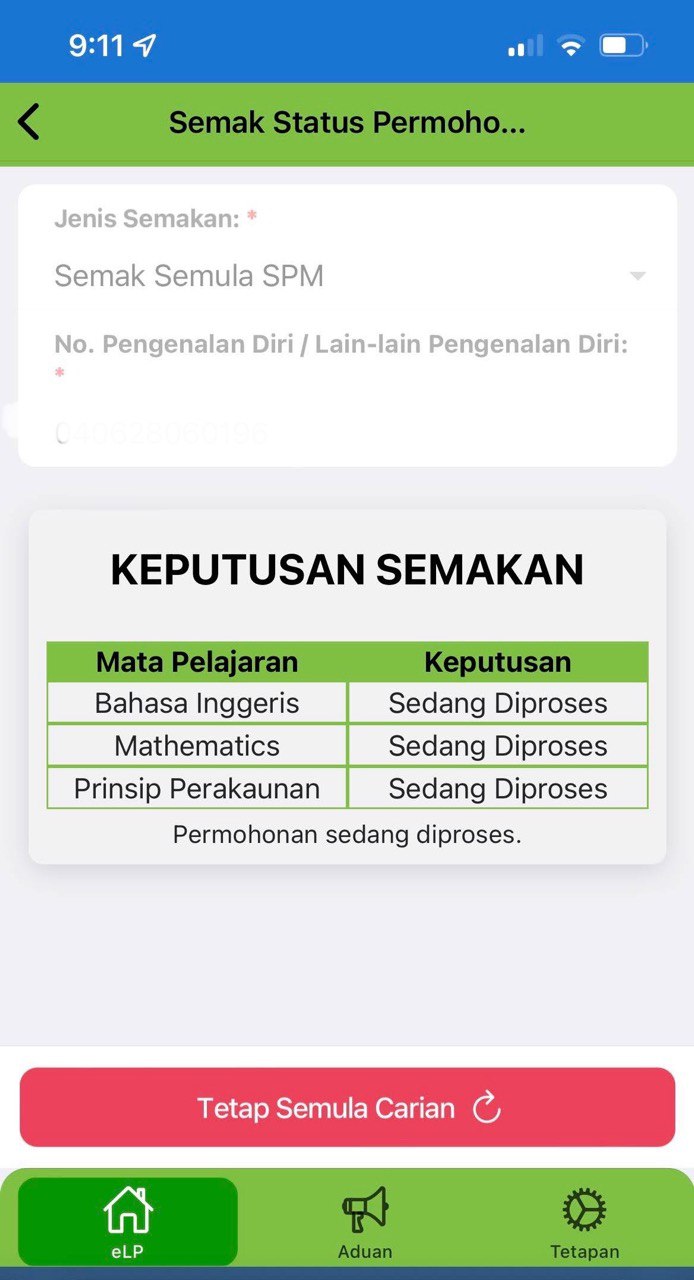 9:11
Semak Status Permoho...
Jenis Semakan: *
Semak Semula SPM
No. Pengenalan Diri / Lain-lain Pengenalan Diri:
*
KEPUTUSAN SEMAKAN
Mata Pelajaran Keputusan
Bahasa Inggeris Sedang Diproses
Mathematics Sedang Diproses
Prinsip Perakaunan Sedang Diproses
Permohonan sedang diproses.
Tetap Semula Carian
eLP Aduan Tetapan